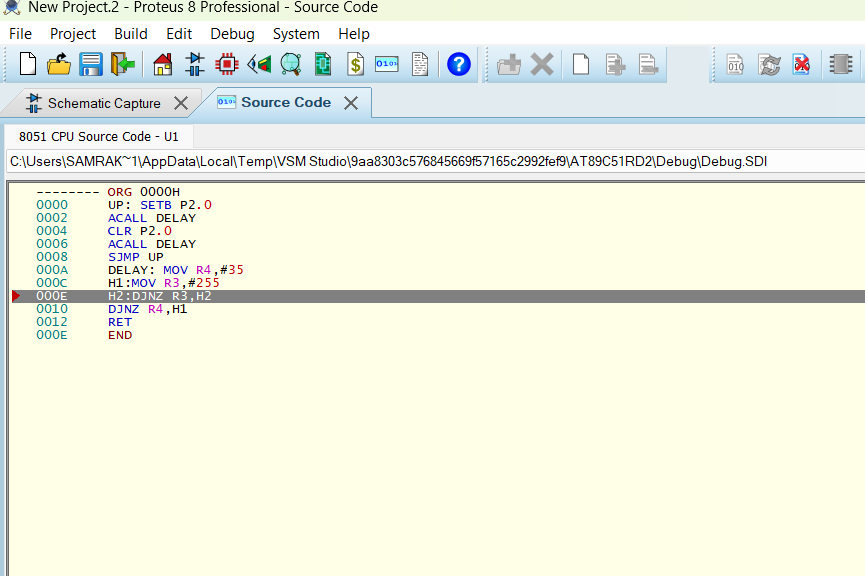 New Project.2 - Proteus 8 Professional - Source Code
File Project Build Edit Debug System Help
Schematic Capture Source Code
8051 CPU Source Code - U1
C:\Users\SAMRAK~1\AppData\Local\Temp\VSM Studio\9aa8303c576845669f57165c2992fef9\AT89C51RD2\Debug\Debug.SDI
-------- ORG 0000H
0000 UP: SETB P2.0
0002 ACALL DELAY
0004 CLR P2.0
0006 ACALL DELAY
0008 SJMP UP
000A DELAY: MOV R4,#35
000C H1:MOV R3,#255
000E H2:DJNZ R3,H2
0010 DJNZ R4,H1
0012 RET
000E END